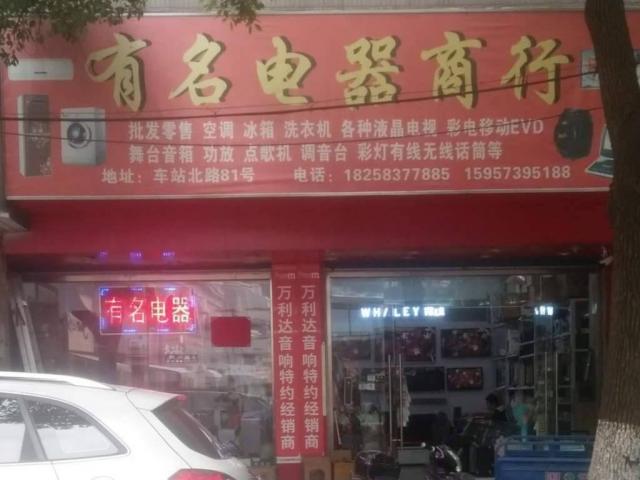 有名电器商行
批发零售 空调 冰箱 洗衣机 各种液晶电视 彩电移动EVD
舞台音箱 功放 点歌机 调音台 彩灯有线无线话筒等
地址：车站北路81号 电话：18258377885 15957395188
有名电器
万利达音响特约经销商
万利达音响特约经销商